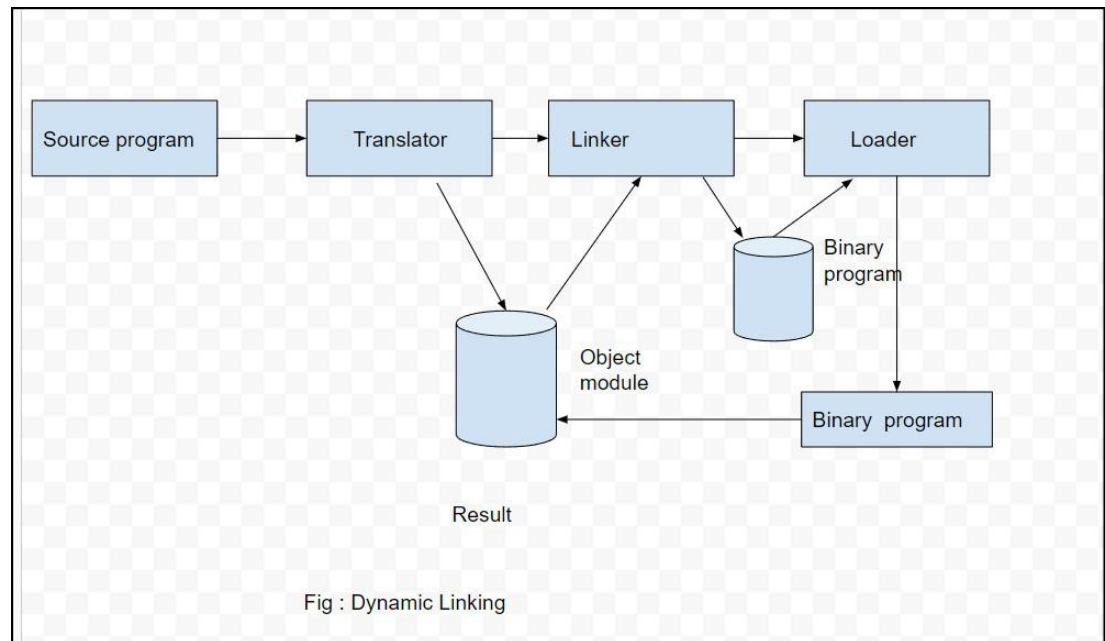 Source program
Translator
Linker
Loader
Binary
program
Object
module
Binary program
Result
Fig : Dynamic Linking